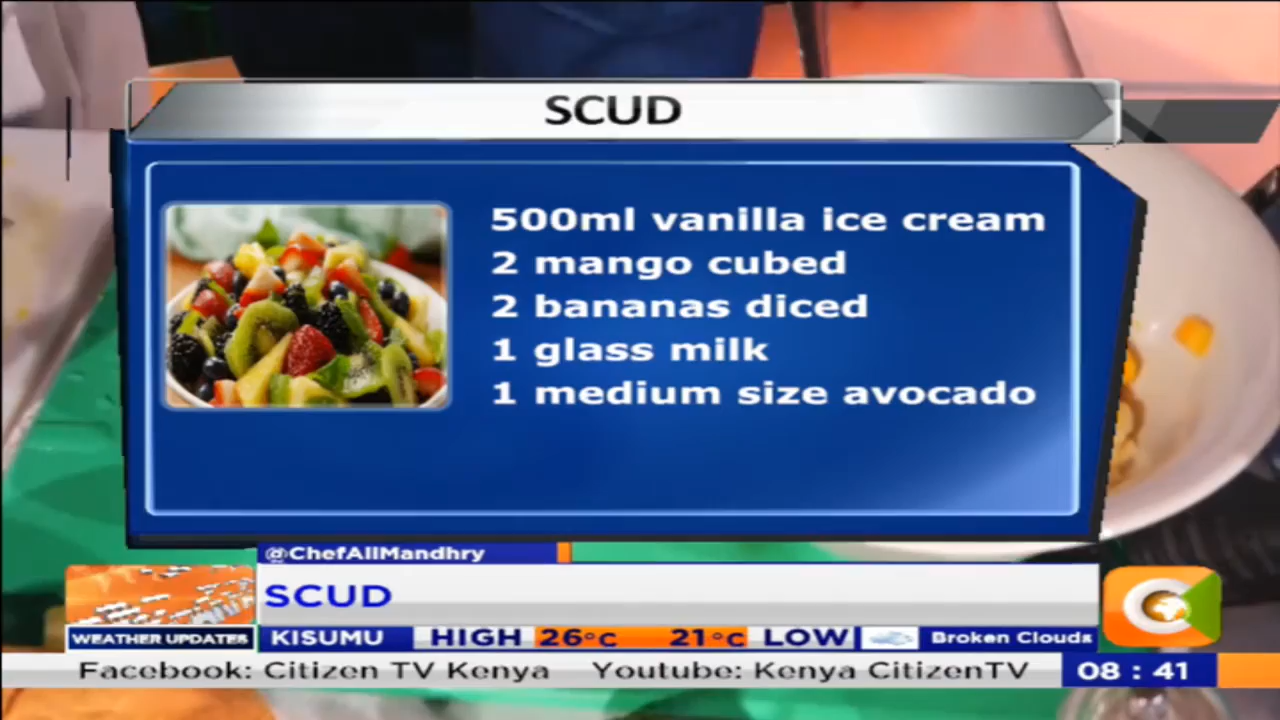 SCUD
500ml vanilla ice cream
2 mango cubed
2 bananas diced
1 glass milk
1 medium size avocado
@ChefAliMandhry
SCUD
WEATHER UPDATES KISUMU HIGH 26°C 21°C LOW Broken Clouds
Facebook: Citizen TV Kenya Youtube: Kenya CitizenTV 08 : 41